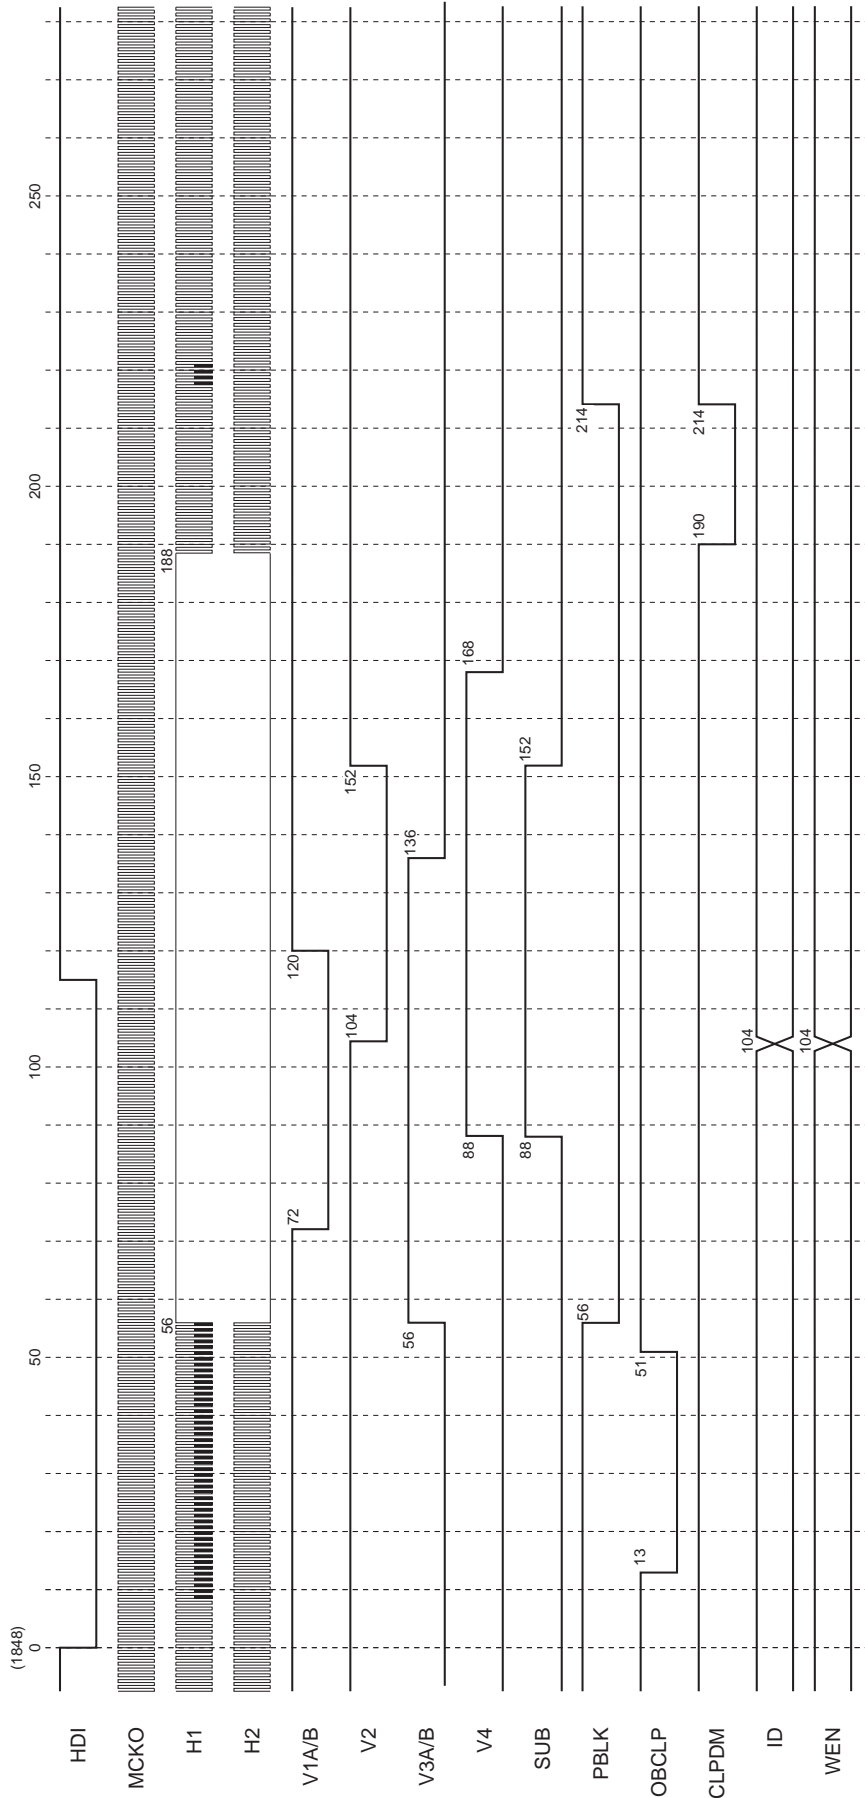 (1848)
0
50
100
150
200
250
HDI
MCKO
H1
56
188
H2
V1A/B
72
120
V2
104
152
V3A/B
56
136
V4
88
168
SUB
88
152
PBLK
56
214
OBCLP
13
51
CLPDM
190
214
ID
104
WEN
104